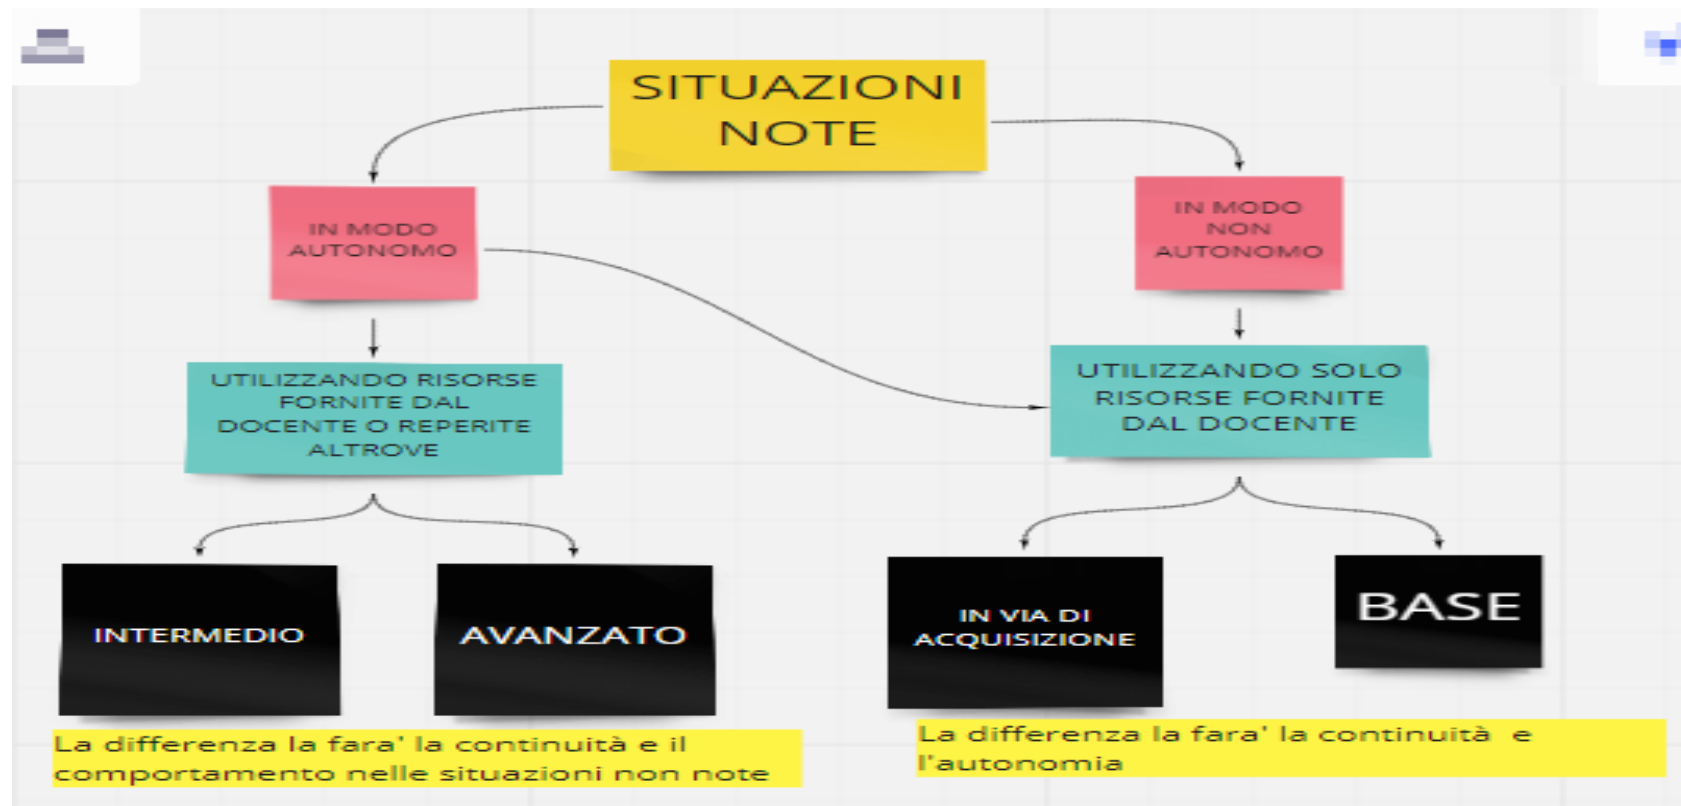 SITUAZIONI
NOTE
IN MODO
AUTONOMO
IN MODO
NON
AUTONOMO
UTILIZZANDO RISORSE
FORNITE DAL
DOCENTE O REPERITE
ALTROVE
UTILIZZANDO SOLO
RISORSE FORNITE
DAL DOCENTE
INTERMEDIO
AVANZATO
IN VIA DI
ACQUISIZIONE
BASE
La differenza la fara' la continuità e il
comportamento nelle situazioni non note
La differenza la fara' la continuità e
l'autonomia